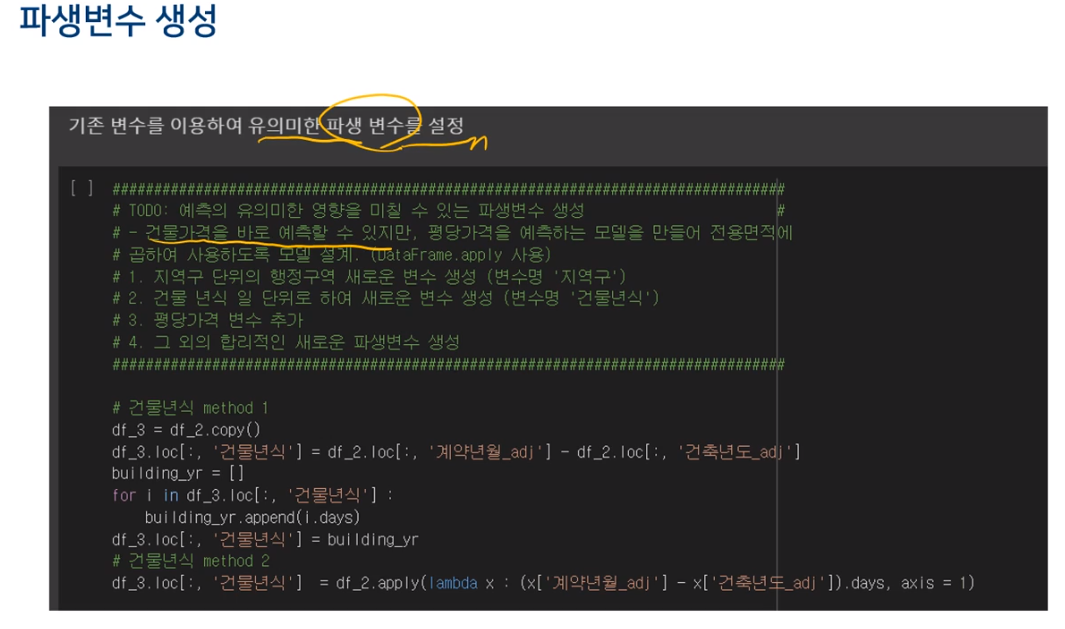 파생변수 생성
기존 변수를 이용하여 유의미한 파생 변수를 설정
[ ] ################################################################################
# TODO: 예측의 유의미한 영향을 미칠 수 있는 파생변수 생성 #
# - 건물가격을 바로 예측할 수 있지만, 평당가격을 예측하는 모델을 만들어 전용면적에
# 곱하여 사용하도록 모델 설계. (DataFrame.apply 사용)
# 1. 지역구 단위의 행정구역 새로운 변수 생성 (변수명 '지역구')
# 2. 건물 년식 일 단위로 하여 새로운 변수 생성 (변수명 '건물년식')
# 3. 평당가격 변수 추가
# 4. 그 외의 합리적인 새로운 파생변수 생성
################################################################################
# 건물년식 method 1
df_3 = df_2.copy()
df_3.loc[:, '건물년식'] = df_2.loc[:, '계약년월_adj'] - df_2.loc[:, '건축년도_adj']
building_yr = []
for i in df_3.loc[:, '건물년식'] :
    building_yr.append(i.days)
df_3.loc[:, '건물년식'] = building_yr
# 건물년식 method 2
df_3.loc[:, '건물년식']  = df_2.apply(lambda x : (x['계약년월_adj'] - x['건축년도_adj']).days, axis = 1)